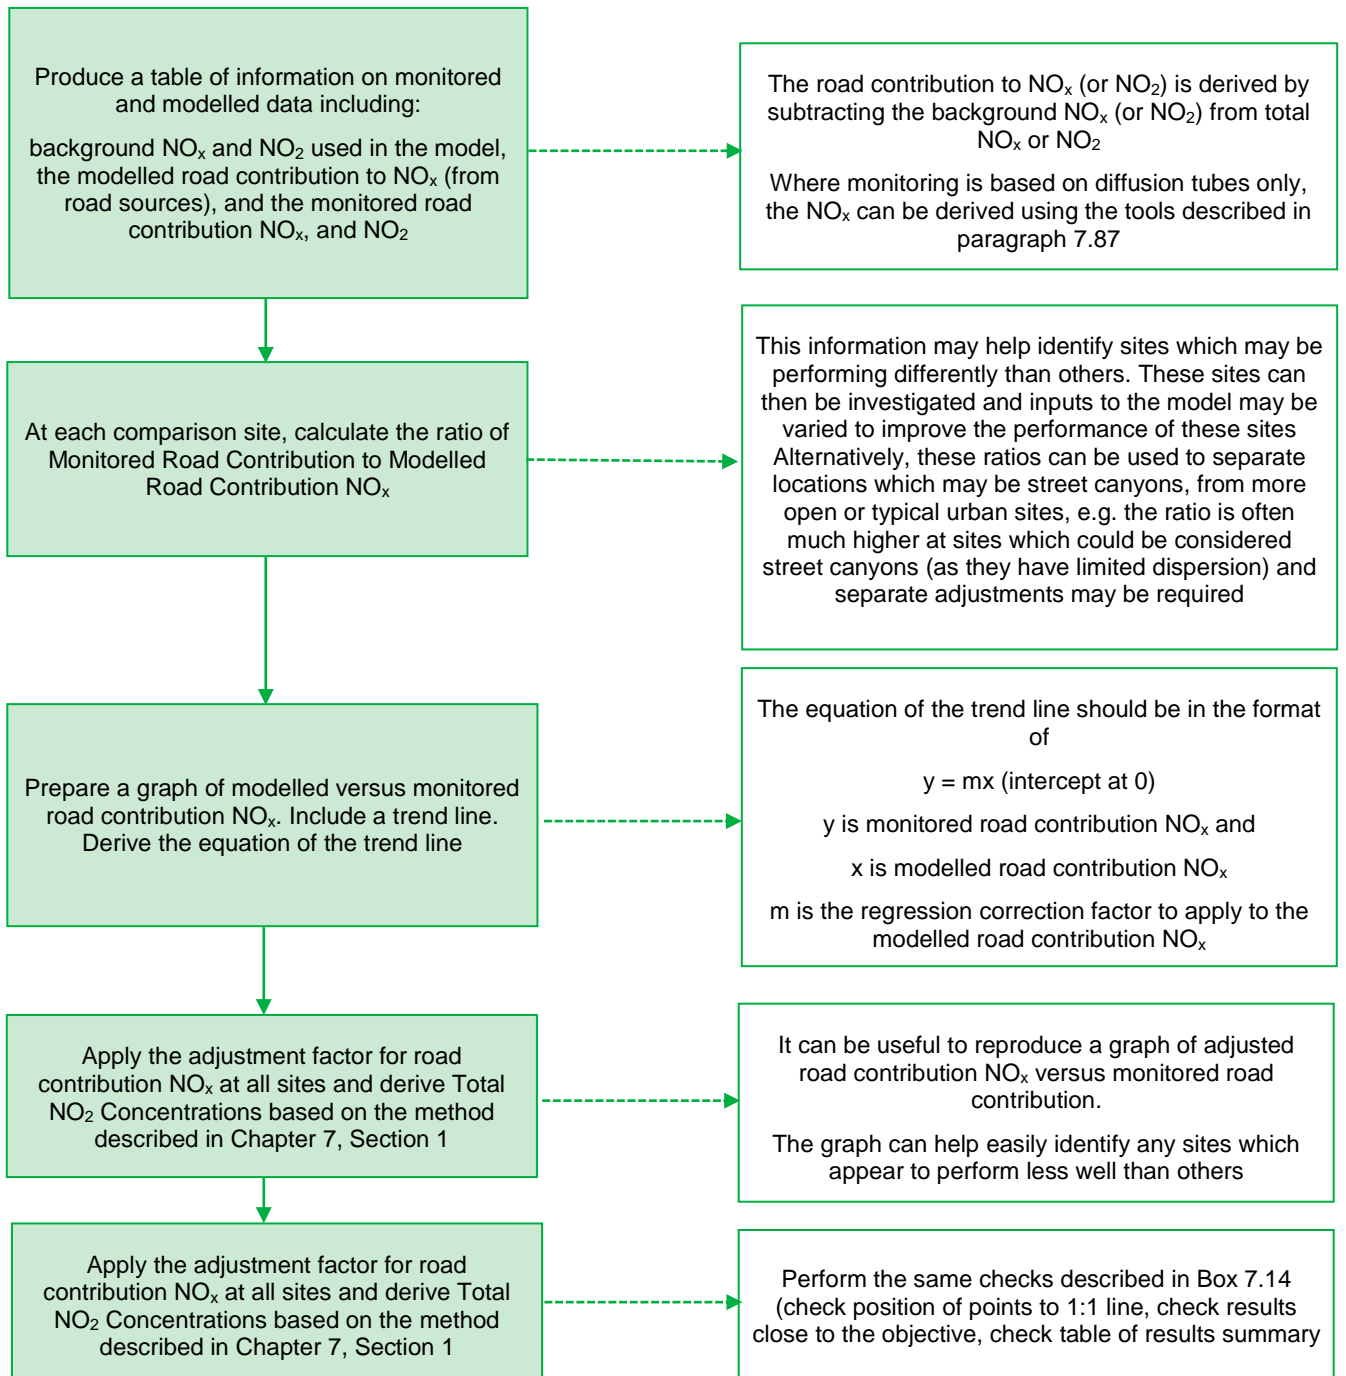 Produce a table of information on monitored
and modelled data including:
background NOₓ and NO₂ used in the model,
the modelled road contribution to NOₓ (from
road sources), and the monitored road
contribution NOₓ, and NO₂
The road contribution to NOₓ (or NO₂) is derived by
subtracting the background NOₓ (or NO₂) from total
NOₓ or NO₂
Where monitoring is based on diffusion tubes only,
the NOₓ can be derived using the tools described in
paragraph 7.87
At each comparison site, calculate the ratio of
Monitored Road Contribution to Modelled
Road Contribution NOₓ
This information may help identify sites which may be
performing differently than others. These sites can
then be investigated and inputs to the model may be
varied to improve the performance of these sites
Alternatively, these ratios can be used to separate
locations which may be street canyons, from more
open or typical urban sites, e.g. the ratio is often
much higher at sites which could be considered
street canyons (as they have limited dispersion) and
separate adjustments may be required
Prepare a graph of modelled versus monitored
road contribution NOₓ. Include a trend line.
Derive the equation of the trend line
The equation of the trend line should be in the format
of
y = mx (intercept at 0)
y is monitored road contribution NOₓ and
x is modelled road contribution NOₓ
m is the regression correction factor to apply to the
modelled road contribution NOₓ
Apply the adjustment factor for road
contribution NOₓ at all sites and derive Total
NO₂ Concentrations based on the method
described in Chapter 7, Section 1
It can be useful to reproduce a graph of adjusted
road contribution NOₓ versus monitored road
contribution.
The graph can help easily identify any sites which
appear to perform less well than others
Apply the adjustment factor for road
contribution NOₓ at all sites and derive Total
NO₂ Concentrations based on the method
described in Chapter 7, Section 1
Perform the same checks described in Box 7.14
(check position of points to 1:1 line, check results
close to the objective, check table of results summary